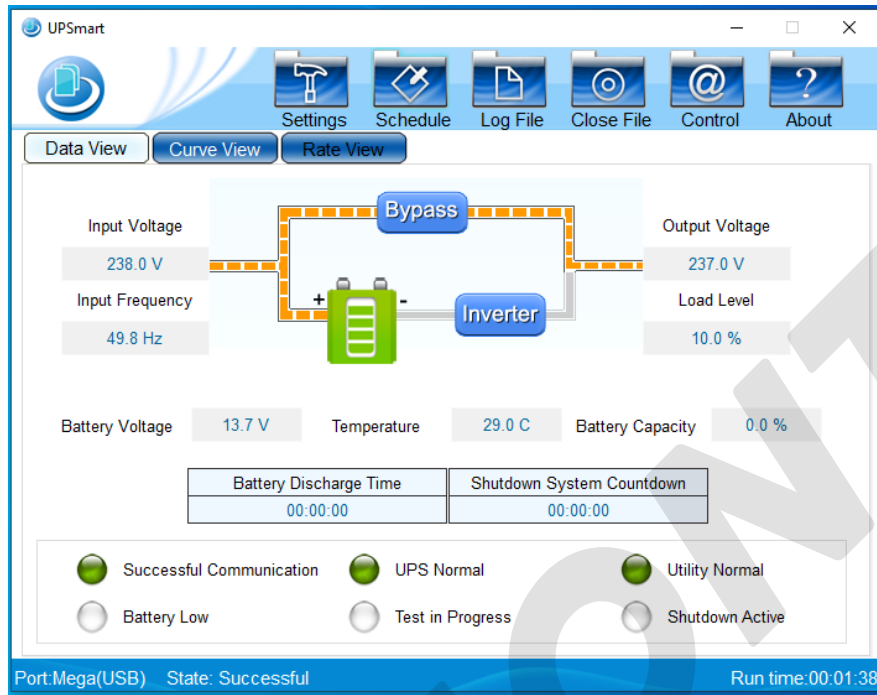 UPSmart
Settings Schedule Log File Close File Control About
Data View Curve View Rate View
Bypass
Input Voltage Output Voltage
238.0 V 237.0 V
Input Frequency + - Inverter Load Level
49.8 Hz 10.0 %
Battery Voltage 13.7 V Temperature 29.0 C Battery Capacity 0.0 %
Battery Discharge Time Shutdown System Countdown
00:00:00 00:00:00
Successful Communication UPS Normal Utility Normal
Battery Low Test in Progress Shutdown Active
Port:Mega(USB) State: Successful Run time:00:01:38